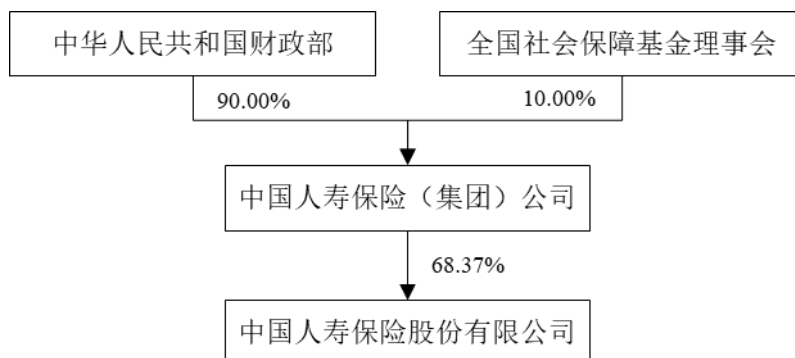 中华人民共和国财政部
全国社会保障基金理事会
90.00%
10.00%
中国人寿保险（集团）公司
68.37%
中国人寿保险股份有限公司